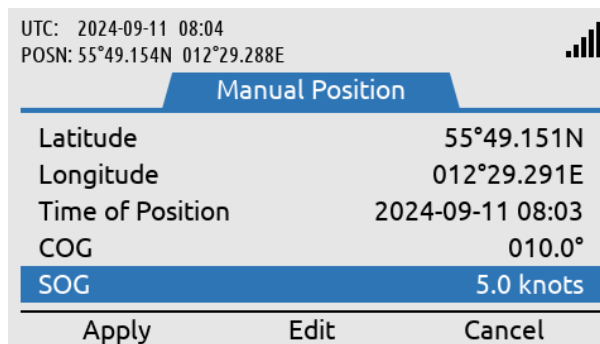 UTC: 2024-09-11 08:04
POSN: 55°49.154N 012°29.288E
Manual Position
Latitude 55°49.151N
Longitude 012°29.291E
Time of Position 2024-09-11 08:03
COG 010.0°
SOG 5.0 knots
Apply Edit Cancel